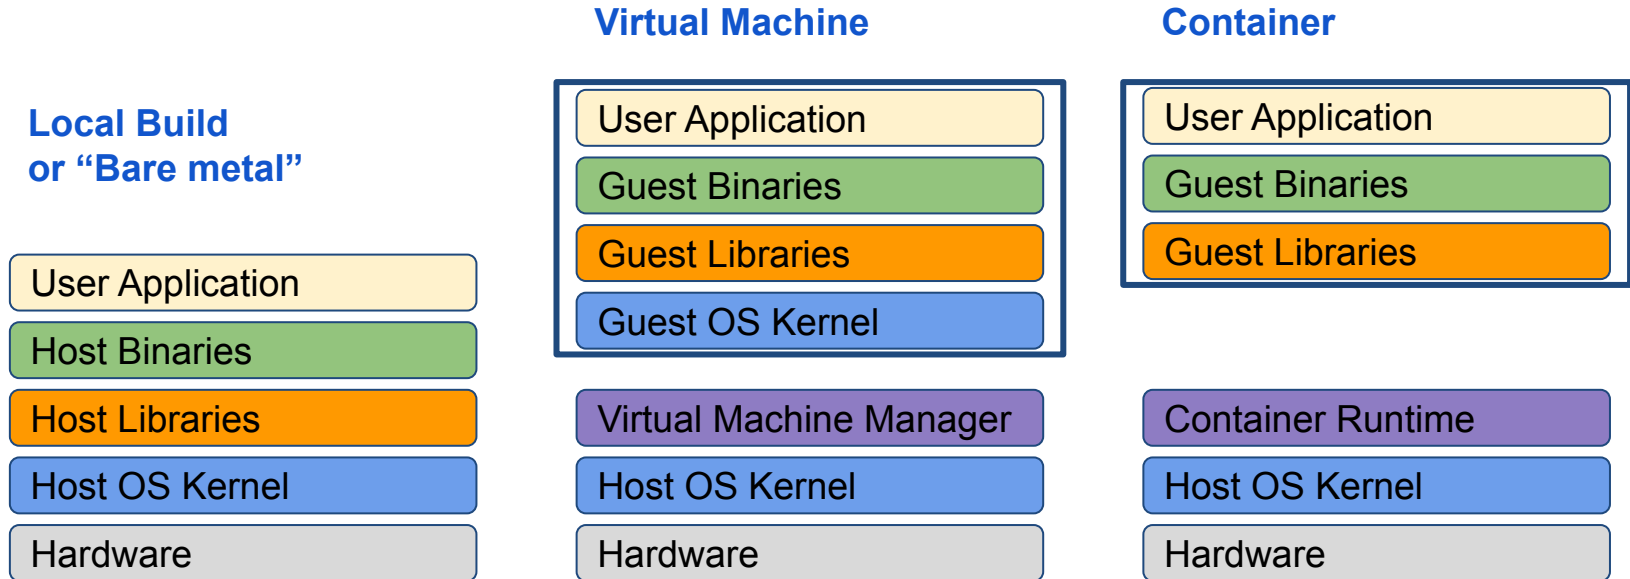 Local Build
or “Bare metal”
User Application
Host Binaries
Host Libraries
Host OS Kernel
Hardware
Virtual Machine
User Application
Guest Binaries
Guest Libraries
Guest OS Kernel
Virtual Machine Manager
Host OS Kernel
Hardware
Container
User Application
Guest Binaries
Guest Libraries
Container Runtime
Host OS Kernel
Hardware